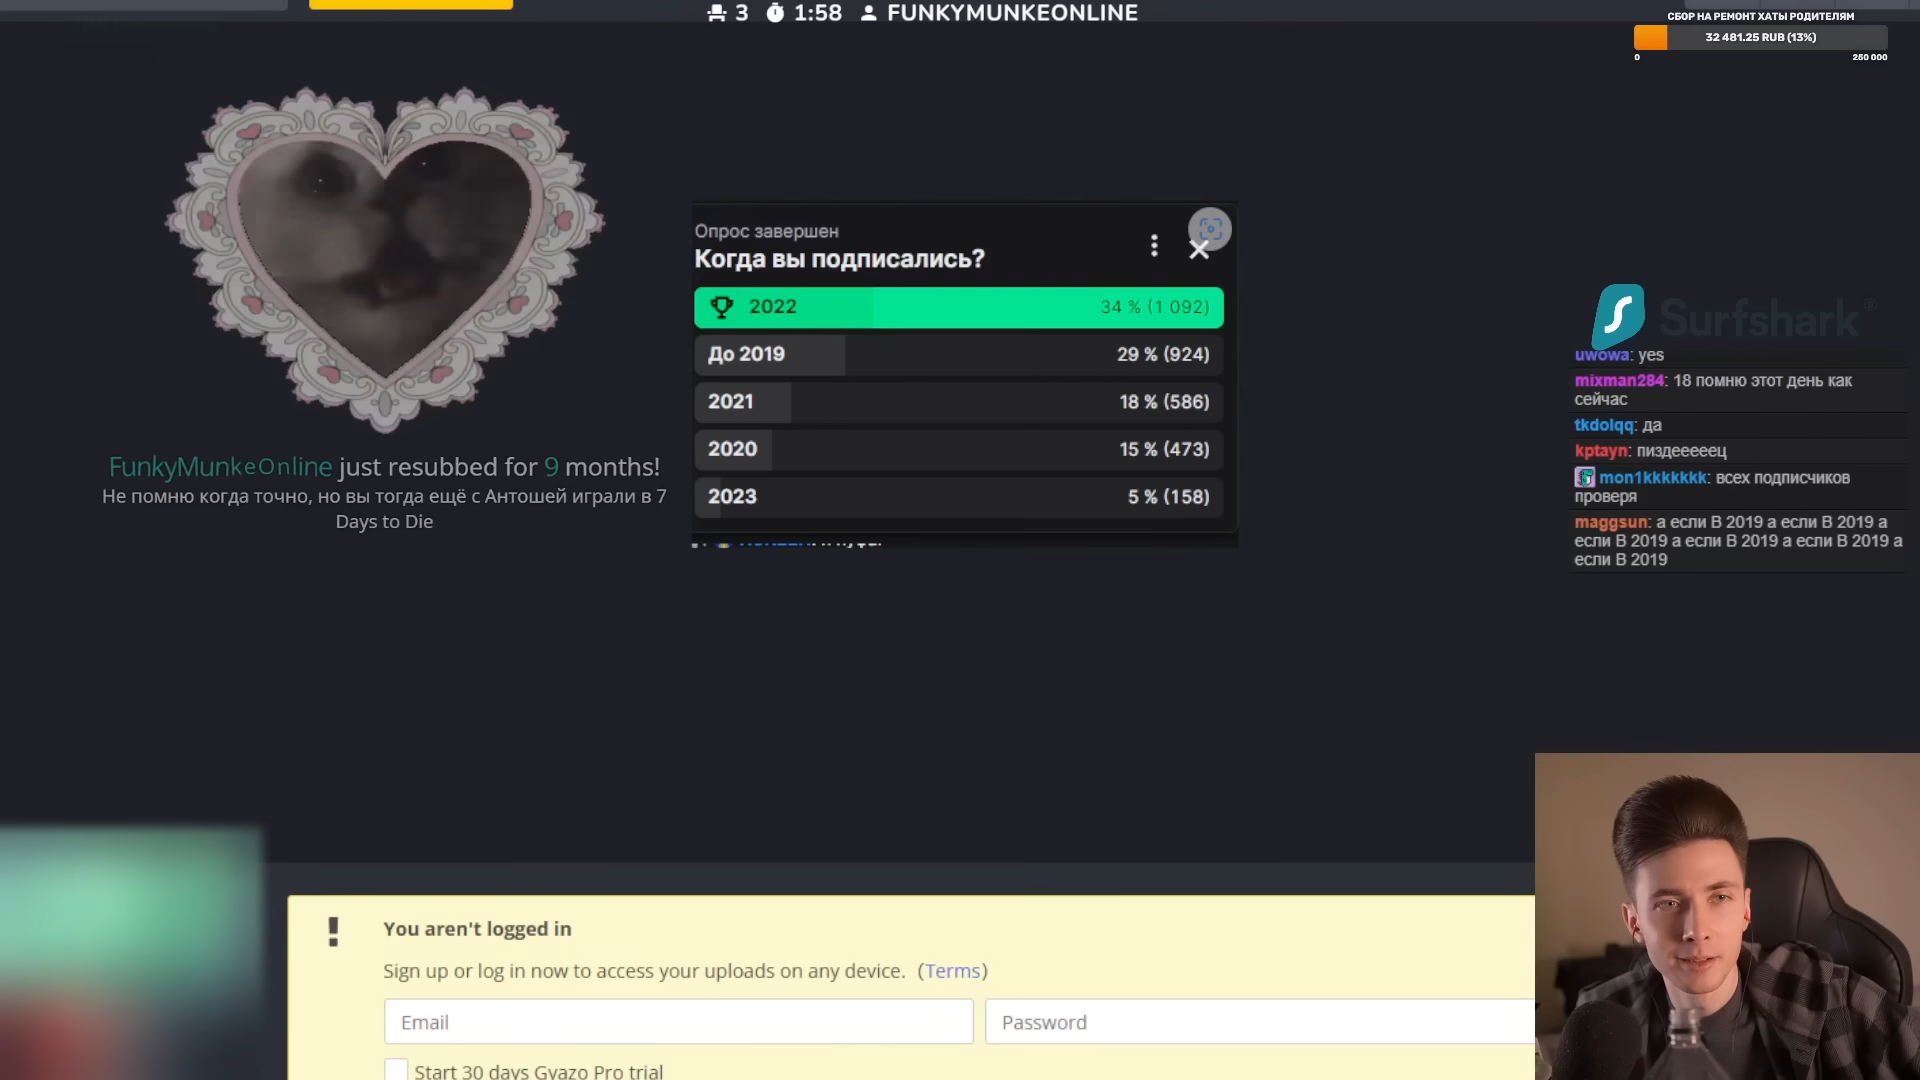 3 1:58 FUNKYMUNKEONLINE
СБОР НА РЕМОНТ ХАТЫ РОДИТЕЛЯМ
32 481.25 RUB (13%)
0 250 000
Опрос завершен
Когда вы подписались?
2022 34 % (1 092)
До 2019 29 % (924)
2021 18 % (586)
2020 15 % (473)
2023 5 % (158)
FunkyMunkeOnline just resubbed for 9 months!
Не помню когда точно, но вы тогда ещё с Антошей играли в 7
Days to Die
Surfshark®
uwowa: yes
mixman284: 18 помню этот день как
сейчас
tkdolqq: да
kptayn: пиздееееец
mon1kkkkkkk: всех подписчиков
проверя
maggsun: а если В 2019 а если В 2019 а
если В 2019 а если В 2019 а если В 2019 а
если В 2019
You aren't logged in
Sign up or log in now to access your uploads on any device. (Terms)
Email Password
Start 30 days Gyazo Pro trial